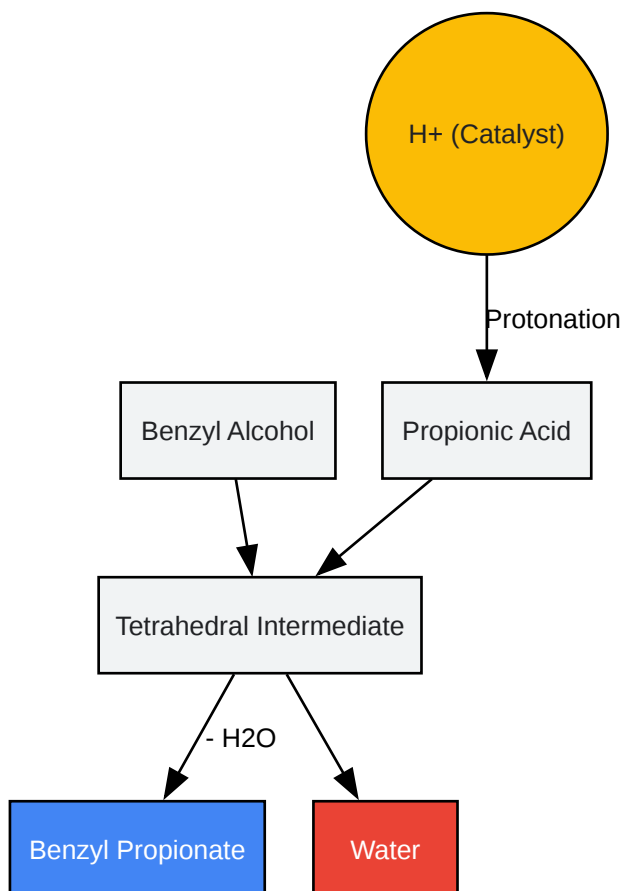 H+ (Catalyst)
Protonation
Benzyl Alcohol
Propionic Acid
Tetrahedral Intermediate
- H2O
Benzyl Propionate
Water